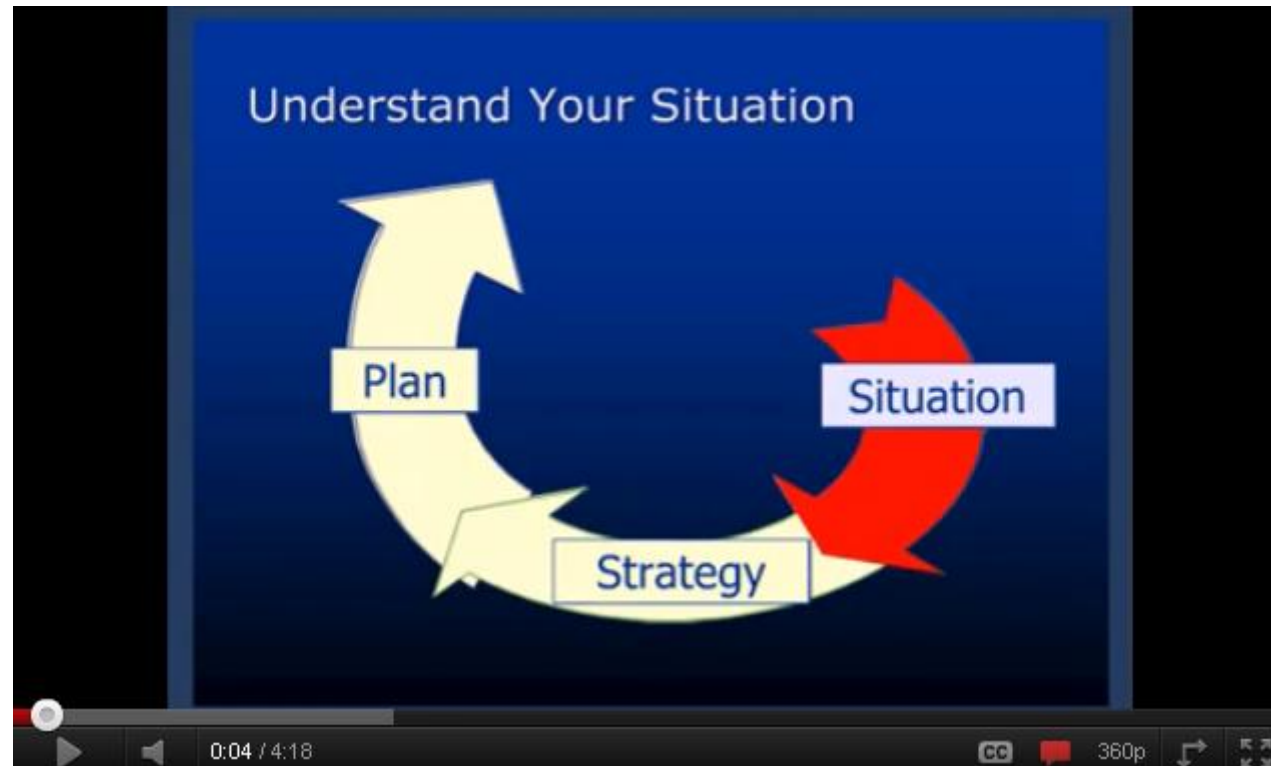 Understand Your Situation
Plan
Situation
Strategy
0:04 / 4:18
CC
360p